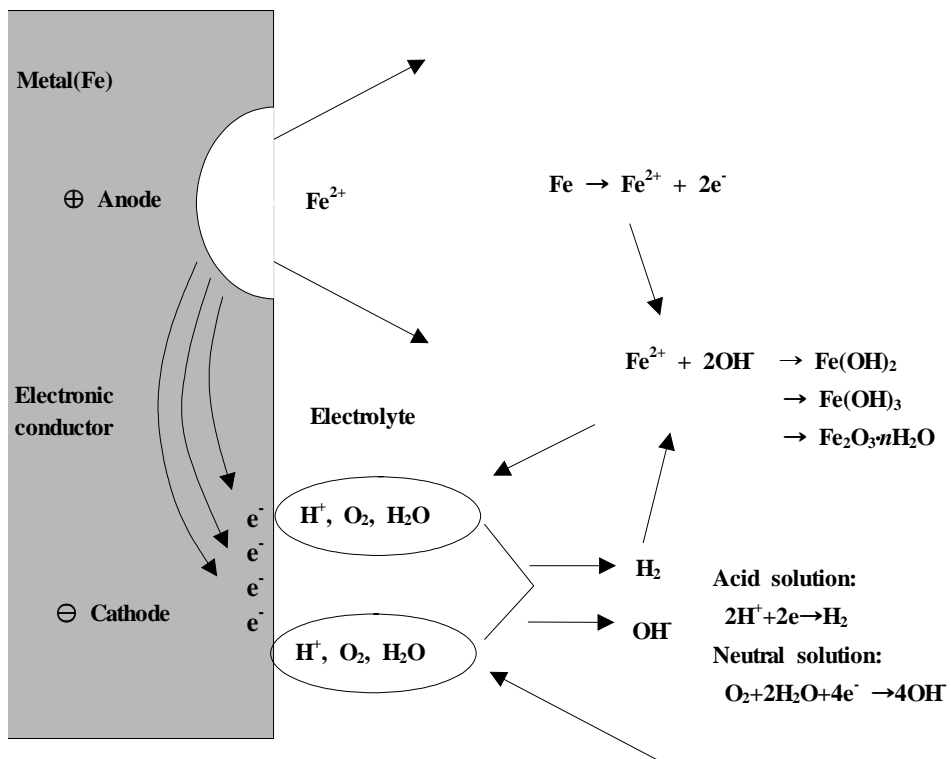 Metal(Fe)
⊕ Anode
Fe²⁺
Fe → Fe²⁺ + 2e⁻
Fe²⁺ + 2OH⁻ → Fe(OH)₂
→ Fe(OH)₃
→ Fe₂O₃·nH₂O
Electronic
conductor
Electrolyte
e⁻
e⁻
e⁻
e⁻
H⁺, O₂, H₂O
H⁺, O₂, H₂O
⊖ Cathode
H₂
OH⁻
Acid solution:
2H⁺+2e→H₂
Neutral solution:
O₂+2H₂O+4e⁻ →4OH⁻